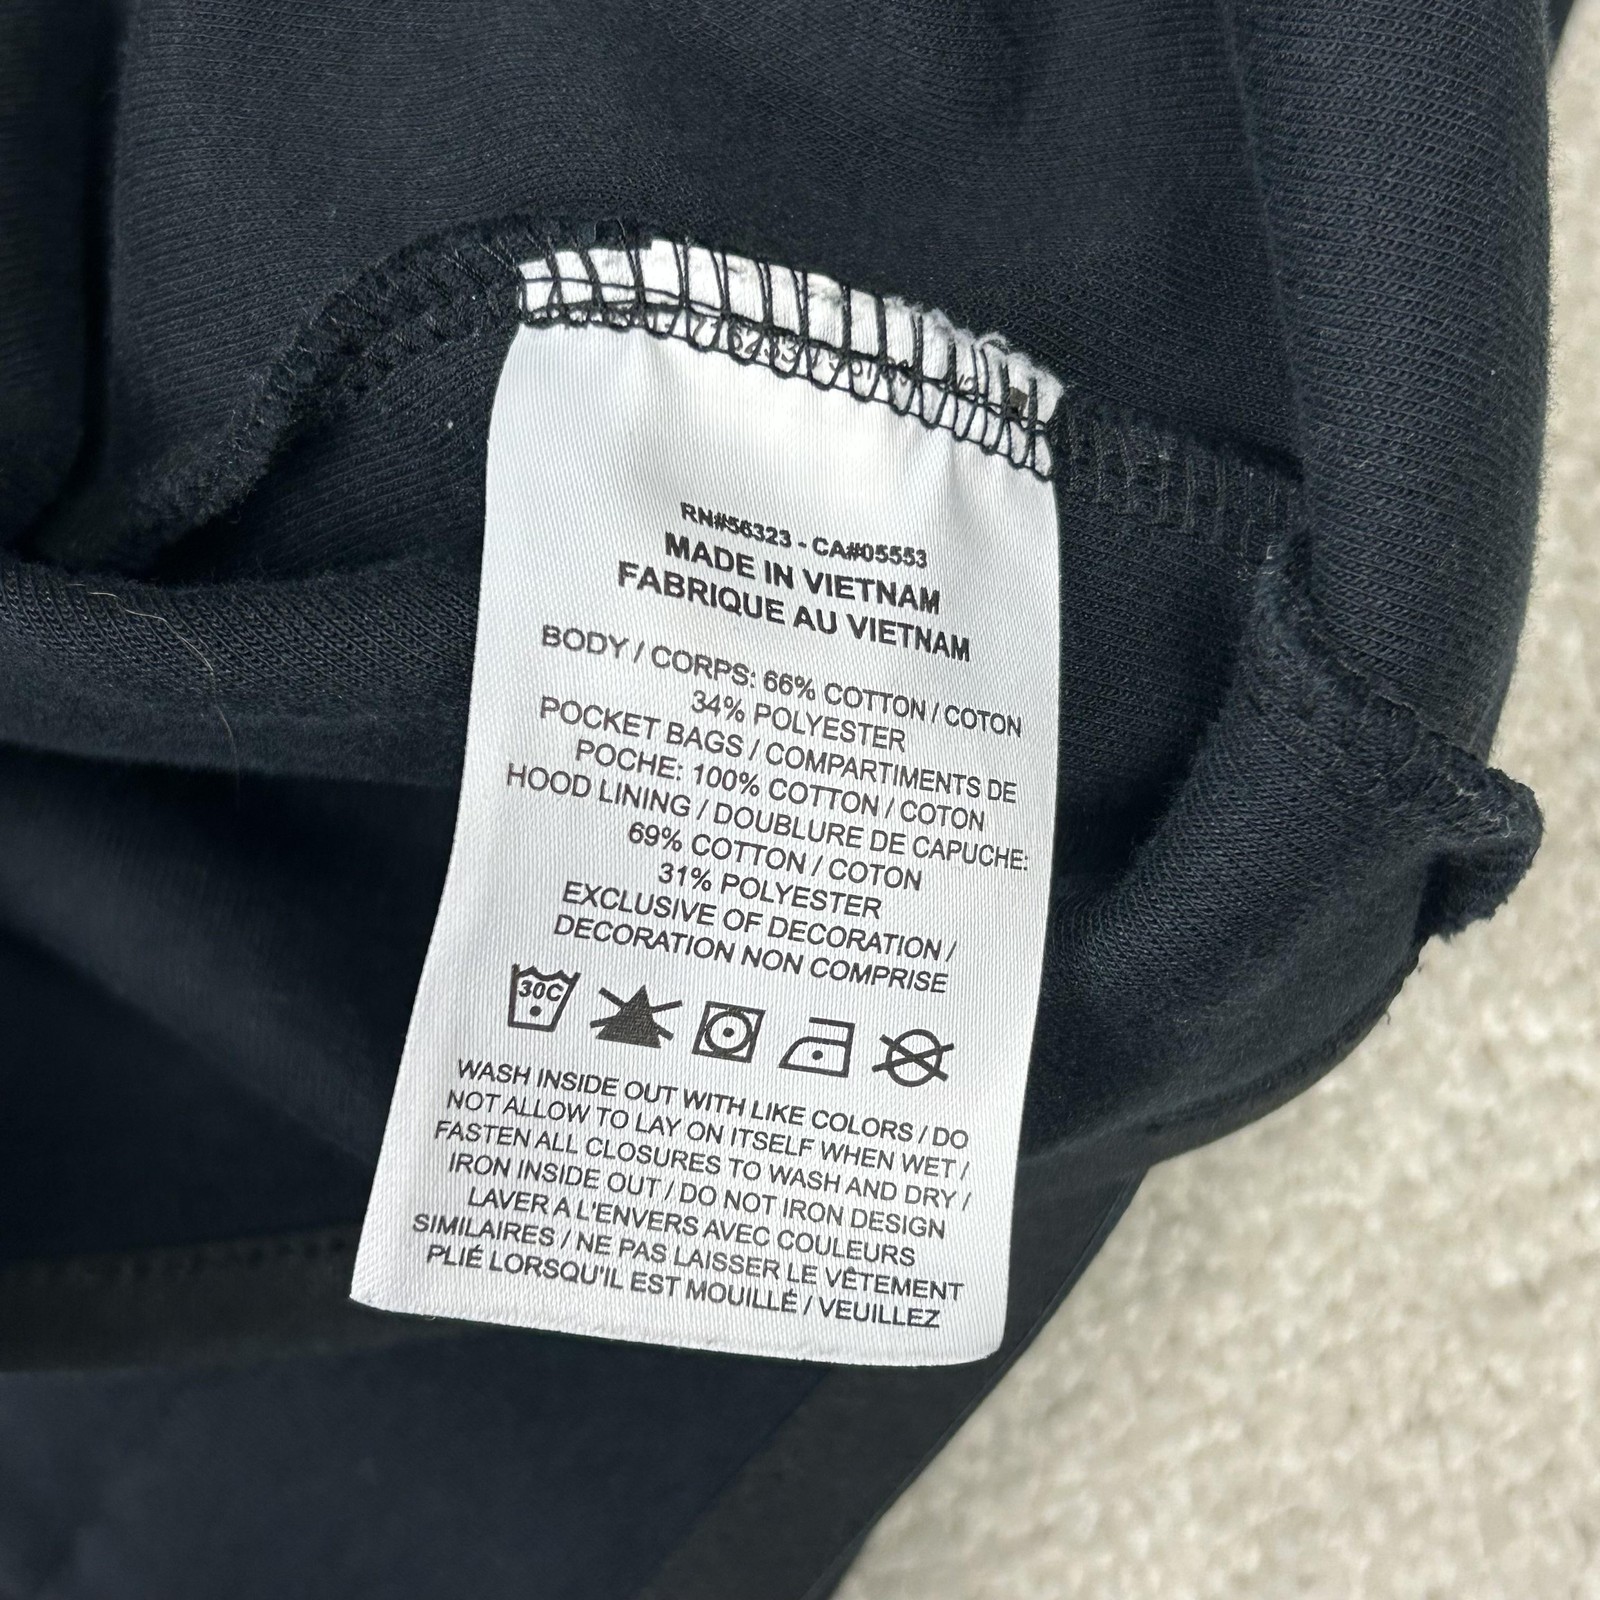 RN#56323 - CA#05553
MADE IN VIETNAM
FABRIQUE AU VIETNAM
BODY / CORPS: 66% COTTON / COTON
34% POLYESTER
POCKET BAGS / COMPARTIMENTS DE
POCHE: 100% COTTON / COTON
HOOD LINING / DOUBLURE DE CAPUCHE:
69% COTTON / COTON
31% POLYESTER
EXCLUSIVE OF DECORATION /
DECORATION NON COMPRISE
30C
WASH INSIDE OUT WITH LIKE COLORS / DO
NOT ALLOW TO LAY ON ITSELF WHEN WET /
FASTEN ALL CLOSURES TO WASH AND DRY /
IRON INSIDE OUT / DO NOT IRON DESIGN
LAVER A L'ENVERS AVEC COULEURS
SIMILAIRES / NE PAS LAISSER LE VÊTEMENT
PLIÉ LORSQU'IL EST MOUILLÉ / VEUILLEZ